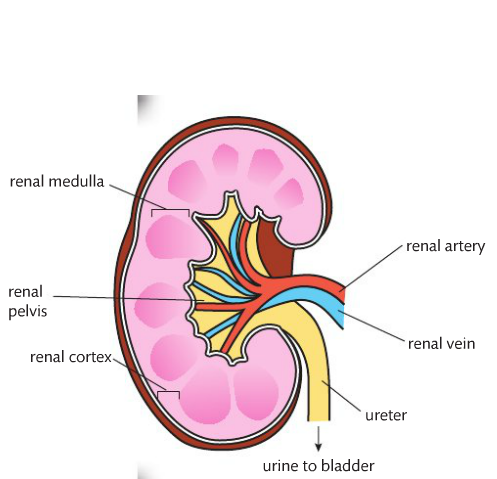 renal medulla
renal artery
renal
pelvis
renal vein
renal cortex
ureter
urine to bladder